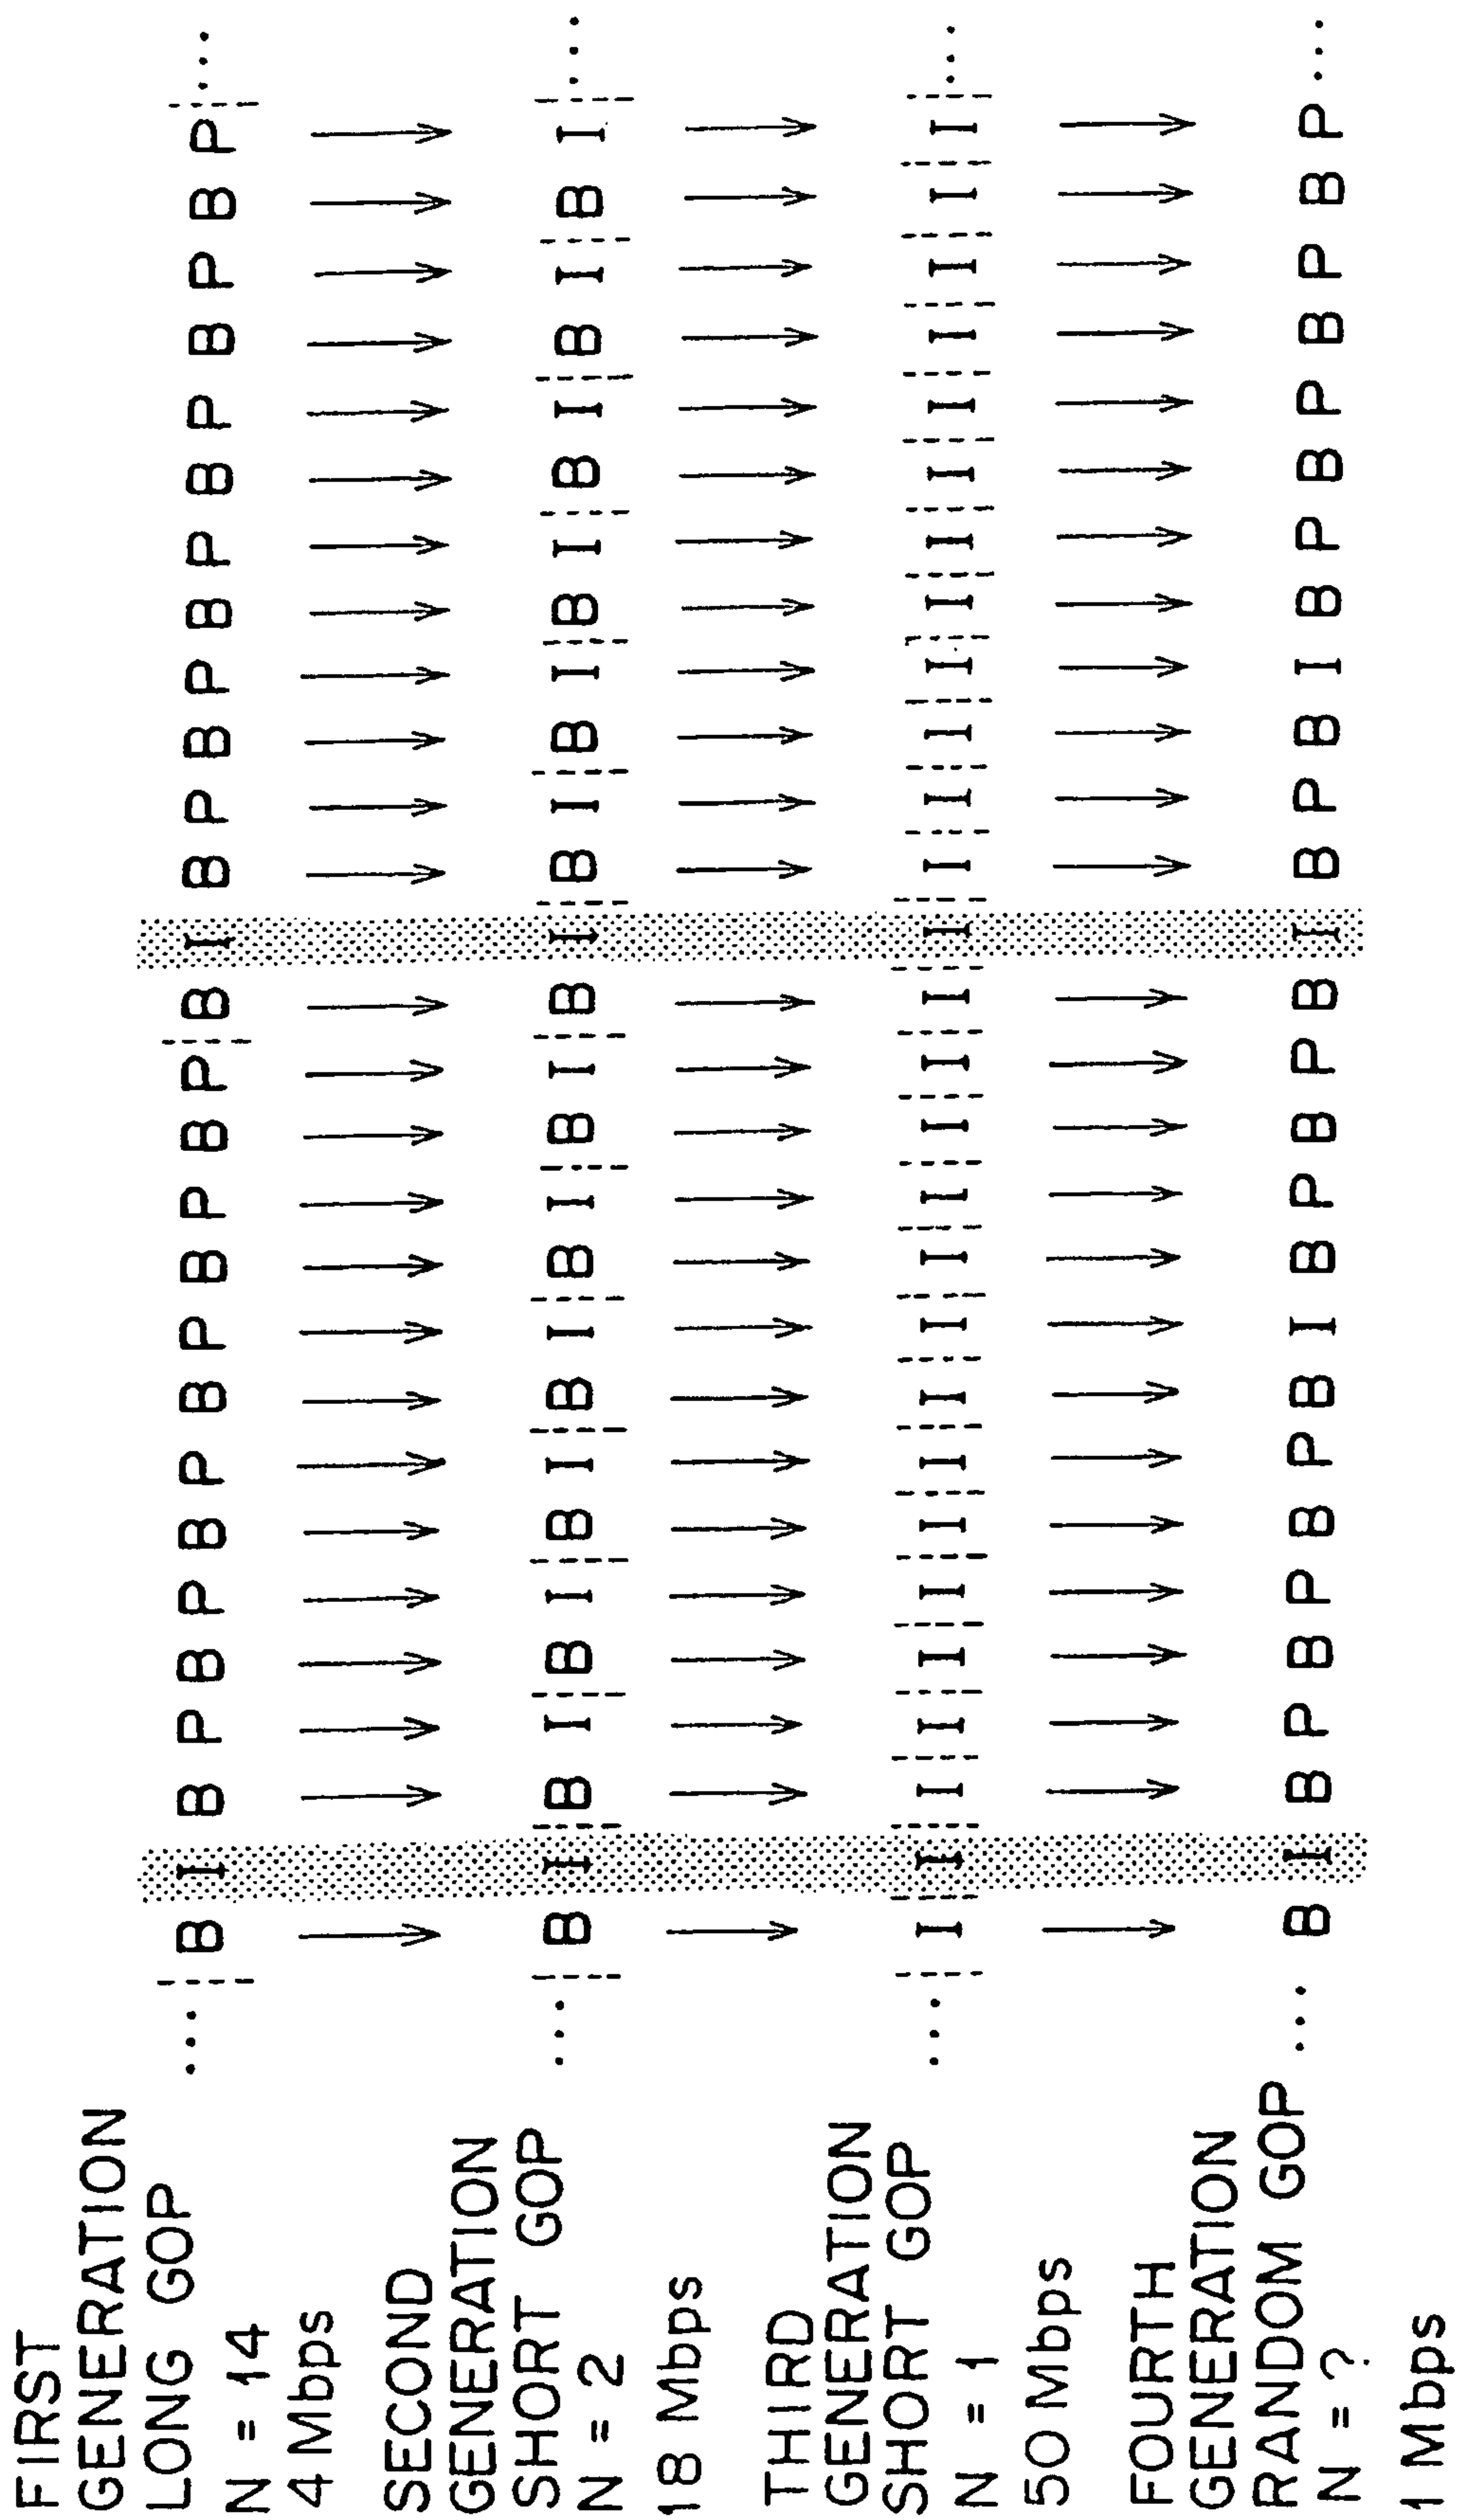 FIRST
GENERATION
LONG GOP ... B I B P B P B P B P B P B P B I B P B P B P B P B P B P ...
N = 14
4 Mbps
SECOND
GENERATION
SHORT GOP ... B I B I B I B I B I B I B I B I B I B I B I B I B I B I ...
N = 2
18 Mbps
THIRD
GENERATION
SHORT GOP ... I I I I I I I I I I I I I I I I I I I I I I I I I I I I ...
N = 1
50 Mbps
FOURTH
GENERATION
RANDOM GOP ... B I B P B P B P B I B P B P B I B P B I B P B P B P B P ...
N = ?
1 Mbps